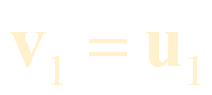 v₁ = u₁